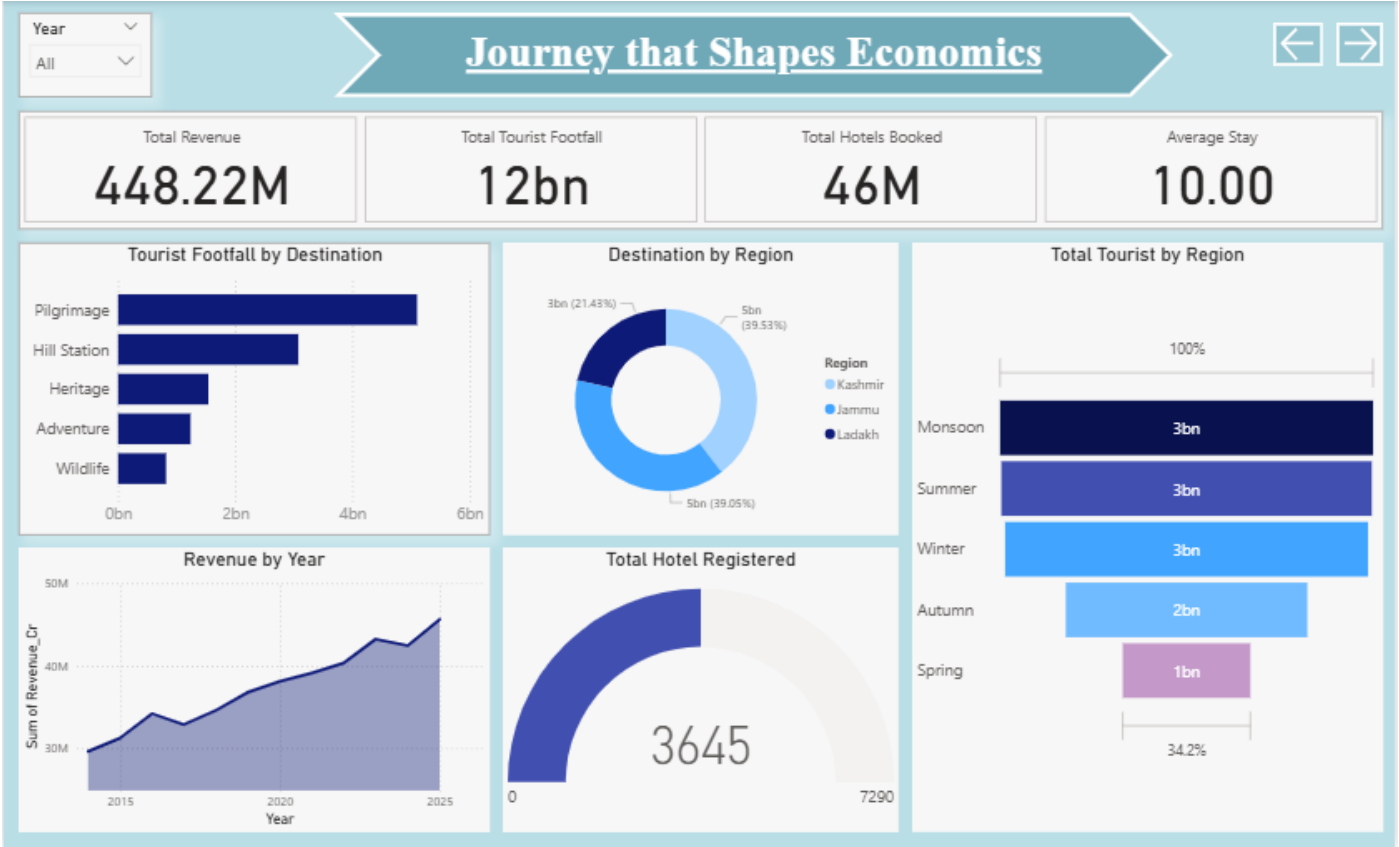 Year
All
Journey that Shapes Economics
Total Revenue
448.22M
Total Tourist Footfall
12bn
Total Hotels Booked
46M
Average Stay
10.00
Tourist Footfall by Destination
Pilgrimage
Hill Station
Heritage
Adventure
Wildlife
0bn 2bn 4bn 6bn
Destination by Region
3bn (21.43%)
5bn
(39.53%)
5bn (39.05%)
Region
Kashmir
Jammu
Ladakh
Total Tourist by Region
100%
Monsoon 3bn
Summer 3bn
Winter 3bn
Autumn 2bn
Spring 1bn
34.2%
Revenue by Year
Sum of Revenue_Cr
50M
40M
30M
2015 2020 2025
Year
Total Hotel Registered
3645
0 7290